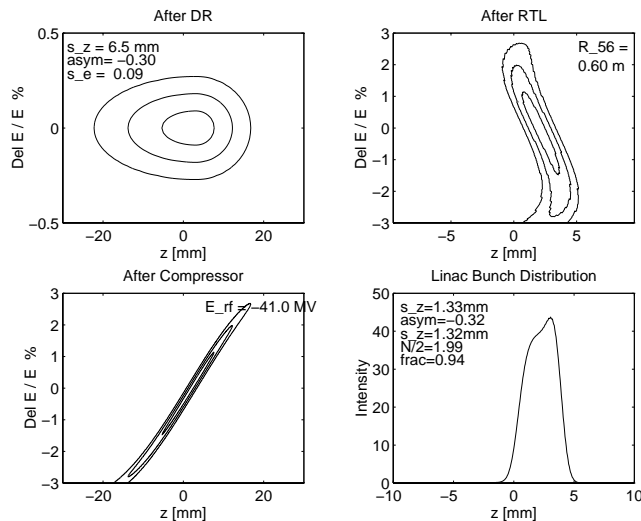 After DR
0.5
0
−0.5
−20
0
20
Del E / E  %
z [mm]
s_z = 6.5 mm
asym= −0.30
s_e =  0.09
After RTL
3
2
1
0
−1
−2
−3
−5
0
5
Del E / E  %
z [mm]
R_56 =
0.60 m
After Compressor
3
2
1
0
−1
−2
−3
−20
0
20
Del E / E  %
z [mm]
E_rf = −41.0 MV
Linac Bunch Distribution
50
40
30
20
10
0
−10
−5
0
5
10
Intensity
z [mm]
s_z=1.33mm
asym=−0.32
s_z=1.32mm
N/2=1.99
frac=0.94